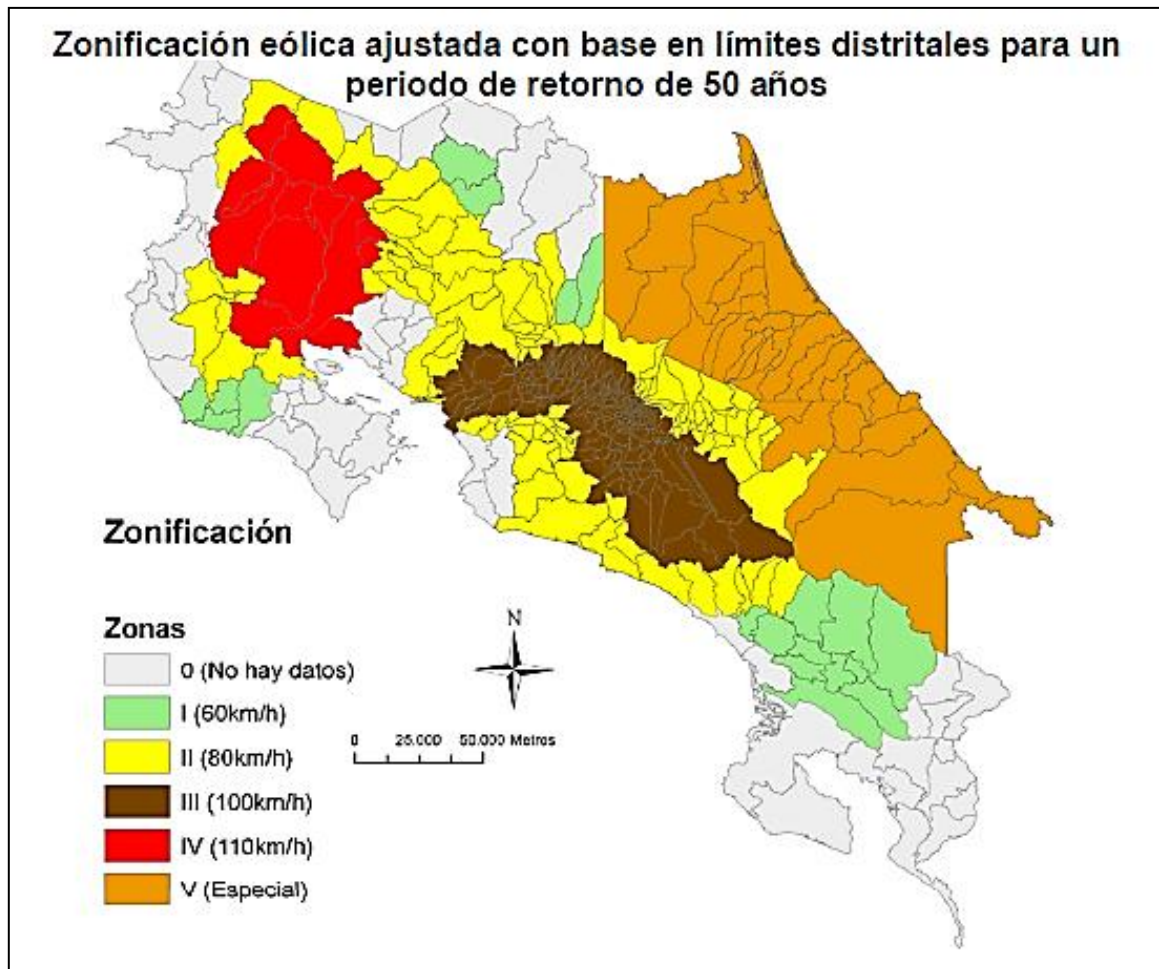 Zonificación eólica ajustada con base en límites distritales para un
periodo de retorno de 50 años
Zonificación
Zonas
0 (No hay datos)
I (60km/h)
II (80km/h)
III (100km/h)
IV (110km/h)
V (Especial)
N
0 25.000 50.000 Metros